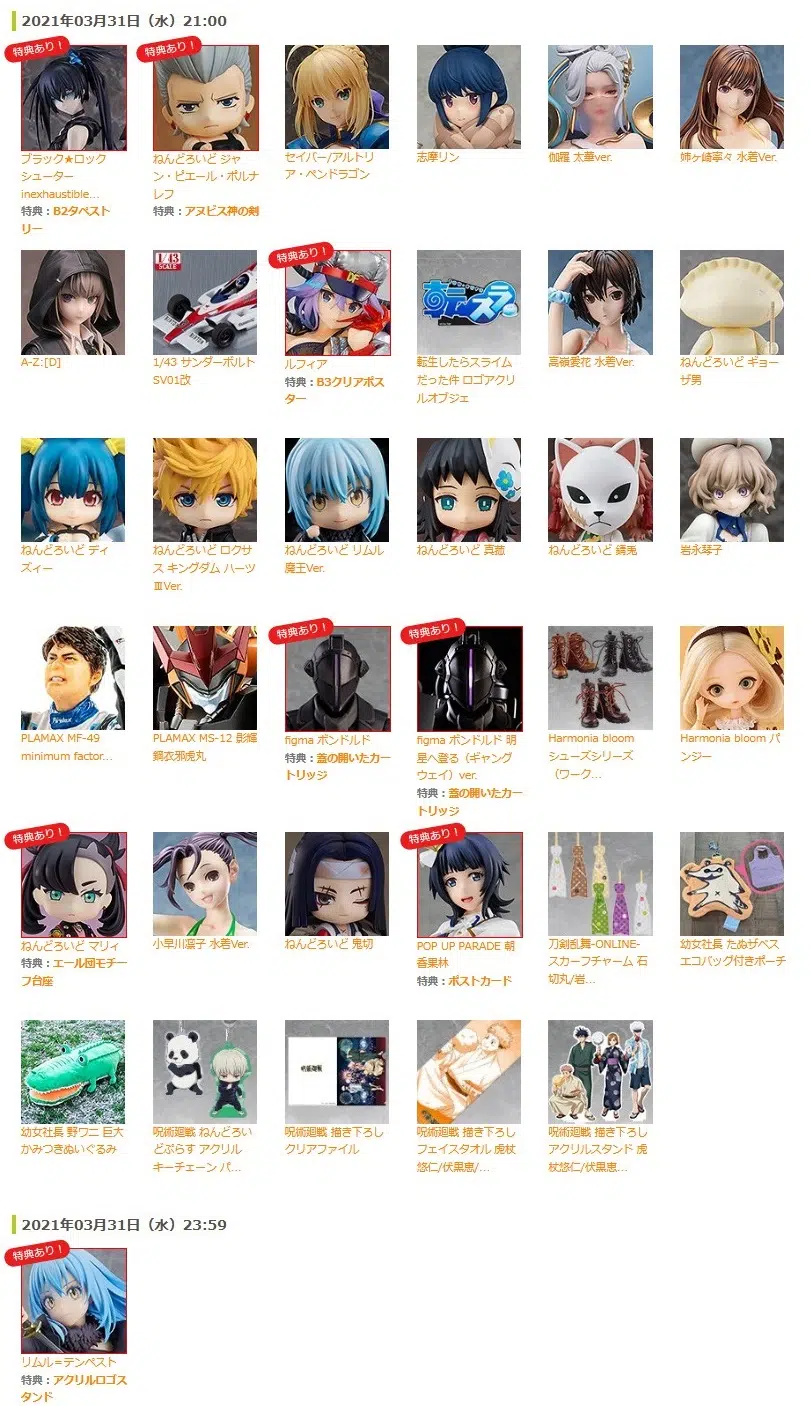 2021年03月31日（水）21:00
特典あり！
ブラック★ロック
シューター
inexhaustible...
特典：B2タペスト
リー
特典あり！
ねんどろいど ジャ
ン・ピエール・ポルナ
レフ
特典：アヌビス神の剣
セイバー/アルトリ
ア・ペンドラゴン
志摩リン
伽羅 太華ver.
姉ヶ崎寧々 水着Ver.
A-Z:[D]
1/43
SCALE
1/43 サンダーボルト
SV01改
特典あり！
ルフィア
特典：B3クリアポス
ター
転スラ
転生したらスライム
だった件 ロゴアクリ
ルオブジェ
高嶺愛花 水着Ver.
ねんどろいど ギョー
ザ男
ねんどろいど ディ
ズィー
ねんどろいど ロクサ
ス キングダム ハーツ
ⅢVer.
ねんどろいど リムル
魔王Ver.
ねんどろいど 真菰
ねんどろいど 錆兎
岩永琴子
PLAMAX MF-49
minimum factor...
PLAMAX MS-12 彭輝
鋼衣邪虎丸
特典あり！
figma ボンドルド
特典：蓋の開いたカー
トリッジ
特典あり！
figma ボンドルド 明
星へ登る（ギャング
ウェイ）ver.
特典：蓋の開いたカー
トリッジ
Harmonia bloom
シューズシリーズ
（ワーク...
Harmonia bloom パ
ンジー
特典あり！
ねんどろいど マリィ
特典：エール団モチー
フ台座
小早川凛子 水着Ver.
ねんどろいど 鬼切
特典あり！
POP UP PARADE 朝
香果林
特典：ポストカード
刀剣乱舞-ONLINE-
スカーフチャーム 石
切丸/岩...
幼女社長 たぬザベス
エコバッグ付きポーチ
幼女社長 野ワニ 巨大
かみつきぬいぐるみ
呪術廻戦 ねんどろい
どぷらす アクリル
キーチェーン パ...
呪術廻戦
呪術廻戦 描き下ろし
クリアファイル
呪術廻戦 描き下ろし
フェイスタオル 虎杖
悠仁/伏黒恵/...
呪術廻戦 描き下ろし
アクリルスタンド 虎
杖悠仁/伏黒恵...
2021年03月31日（水）23:59
特典あり！
リムル＝テンペスト
特典：アクリルロゴス
タンド